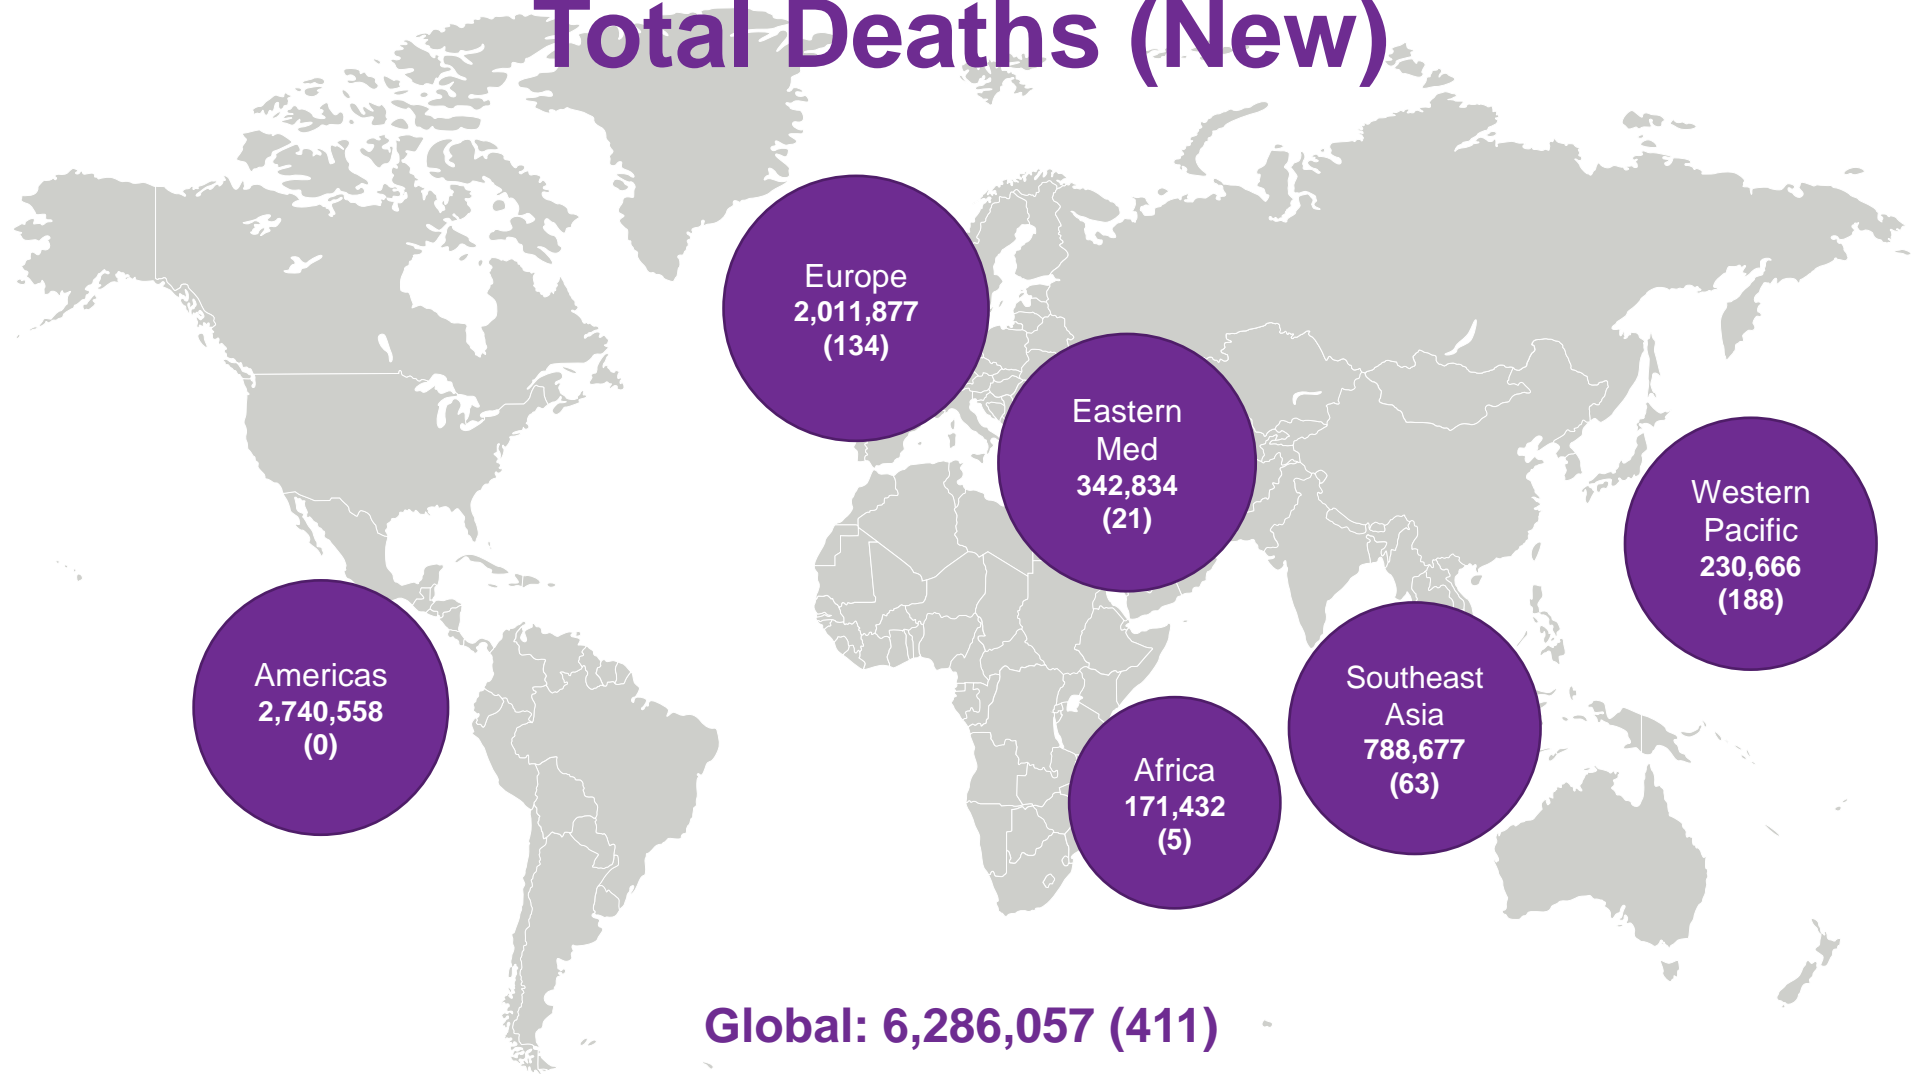 Total Deaths (New)
Europe
2,011,877
(134)
Eastern
Med
342,834
(21)
Western
Pacific
230,666
(188)
Americas
2,740,558
(0)
Southeast
Asia
788,677
(63)
Africa
171,432
(5)
Global: 6,286,057 (411)